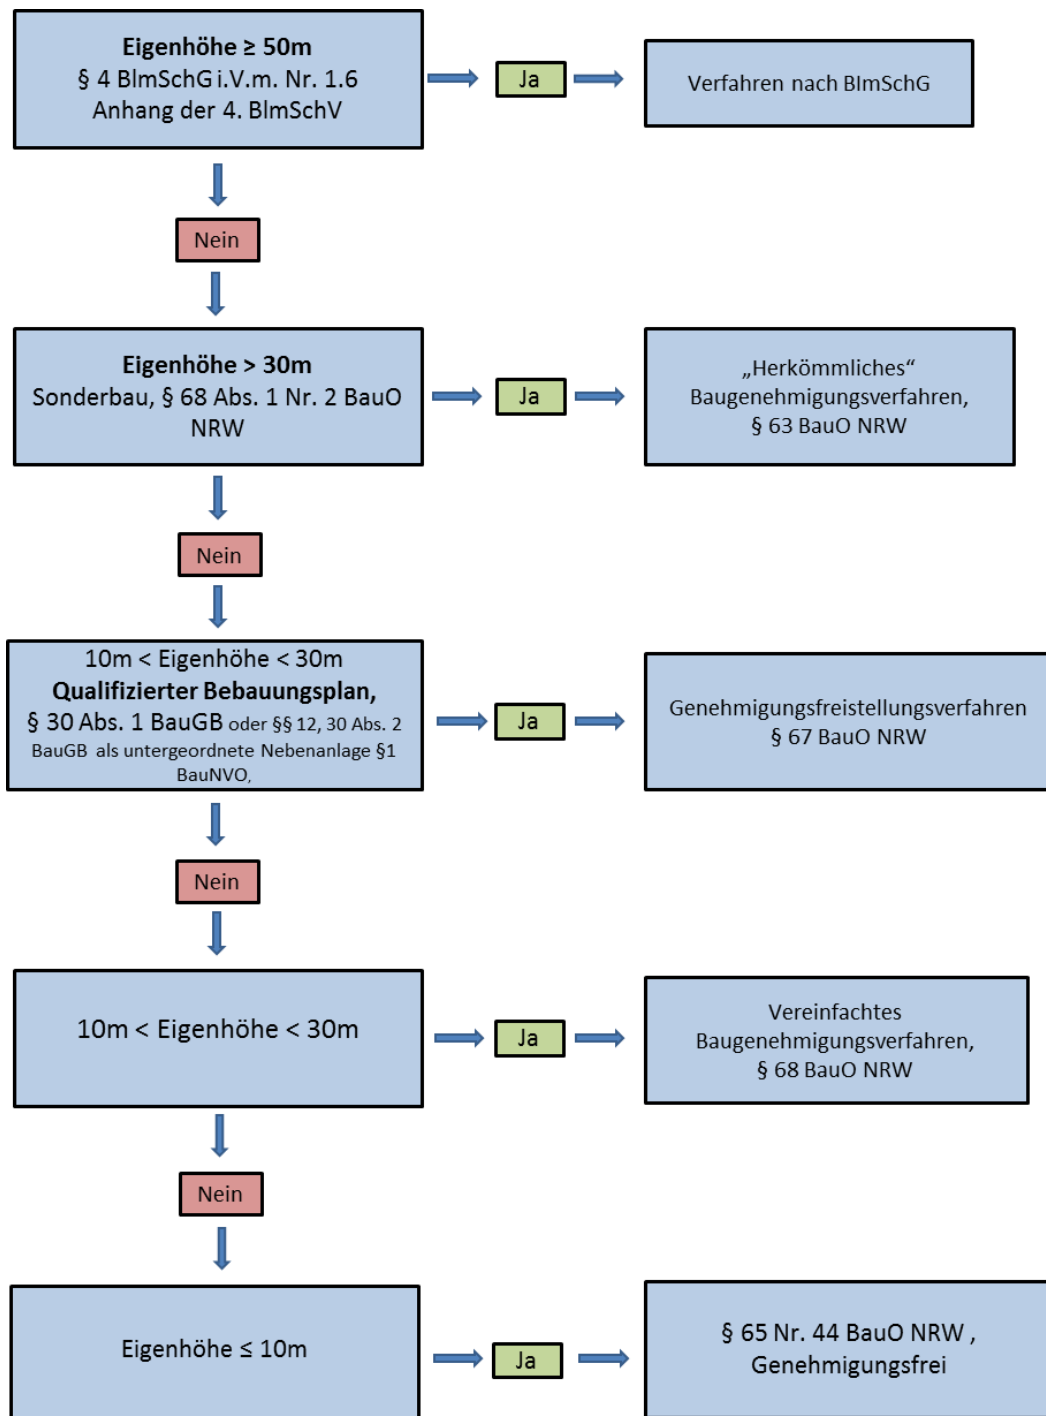 Eigenhöhe ≥ 50m
§ 4 BImSchG i.V.m. Nr. 1.6
Anhang der 4. BImSchV
Ja
Verfahren nach BImSchG
Nein
Eigenhöhe > 30m
Sonderbau, § 68 Abs. 1 Nr. 2 BauO
NRW
Ja
„Herkömmliches“
Baugenehmigungsverfahren,
§ 63 BauO NRW
Nein
10m < Eigenhöhe < 30m
Qualifizierter Bebauungsplan,
§ 30 Abs. 1 BauGB oder §§ 12, 30 Abs. 2
BauGB als untergeordnete Nebenanlage §1
BauNVO,
Ja
Genehmigungsfreistellungsverfahren
§ 67 BauO NRW
Nein
10m < Eigenhöhe < 30m
Ja
Vereinfachtes
Baugenehmigungsverfahren,
§ 68 BauO NRW
Nein
Eigenhöhe ≤ 10m
Ja
§ 65 Nr. 44 BauO NRW ,
Genehmigungsfrei